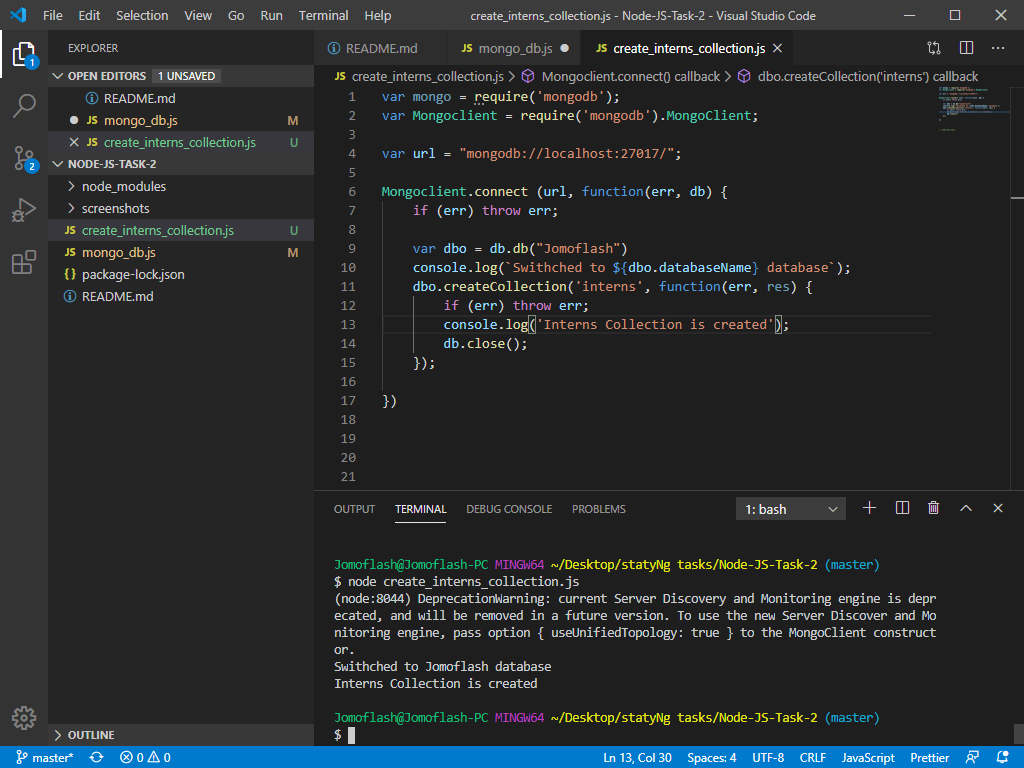 File Edit Selection View Go Run Terminal Help create_interns_collection.js - Node-JS-Task-2 - Visual Studio Code
EXPLORER
OPEN EDITORS 1 UNSAVED
README.md
JS mongo_db.js M
JS create_interns_collection.js U
NODE-JS-TASK-2
node_modules
screenshots
JS create_interns_collection.js U
JS mongo_db.js M
{} package-lock.json
README.md
OUTLINE
1
2
README.md JS mongo_db.js JS create_interns_collection.js
JS create_interns_collection.js > Mongoclient.connect() callback > dbo.createCollection('interns') callback
1 var mongo = require('mongodb');
2 var Mongoclient = require('mongodb').MongoClient;
3
4 var url = "mongodb://localhost:27017/";
5
6 Mongoclient.connect (url, function(err, db) {
7 if (err) throw err;
8
9 var dbo = db.db("Jomoflash")
10 console.log(`Swithched to ${dbo.databaseName} database`);
11 dbo.createCollection('interns', function(err, res) {
12 if (err) throw err;
13 console.log('Interns Collection is created');
14 db.close();
15 });
16
17 })
18
19
20
21
OUTPUT TERMINAL DEBUG CONSOLE PROBLEMS 1: bash
Jomoflash@Jomoflash-PC MINGW64 ~/Desktop/statyNg tasks/Node-JS-Task-2 (master)
$ node create_interns_collection.js
(node:8044) DeprecationWarning: current Server Discovery and Monitoring engine is depr
ecated, and will be removed in a future version. To use the new Server Discover and Mo
nitoring engine, pass option { useUnifiedTopology: true } to the MongoClient construct
or.
Swithched to Jomoflash database
Interns Collection is created
Jomoflash@Jomoflash-PC MINGW64 ~/Desktop/statyNg tasks/Node-JS-Task-2 (master)
$
master* 0 0 Ln 13, Col 30 Spaces: 4 UTF-8 CRLF JavaScript Prettier